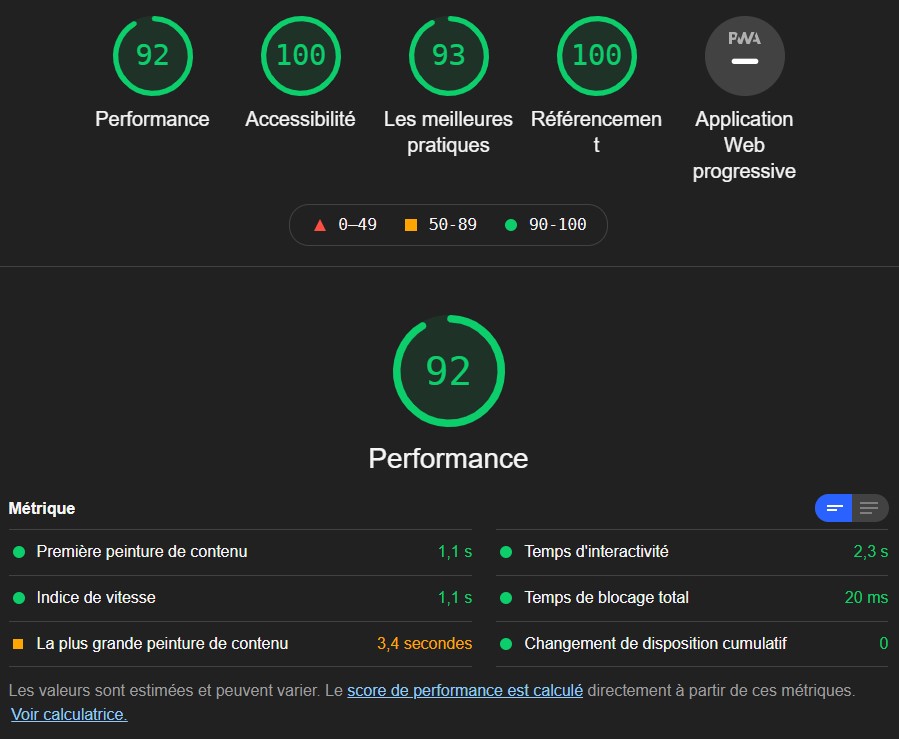 92 100 93 100 PWA
Performance Accessibilité Les meilleures Référencemen Application
pratiques t Web
progressive
0–49 50-89 90-100
92
Performance
Métrique
Première peinture de contenu 1,1 s
Temps d'interactivité 2,3 s
Indice de vitesse 1,1 s
Temps de blocage total 20 ms
La plus grande peinture de contenu 3,4 secondes
Changement de disposition cumulatif 0
Les valeurs sont estimées et peuvent varier. Le score de performance est calculé directement à partir de ces métriques.
Voir calculatrice.